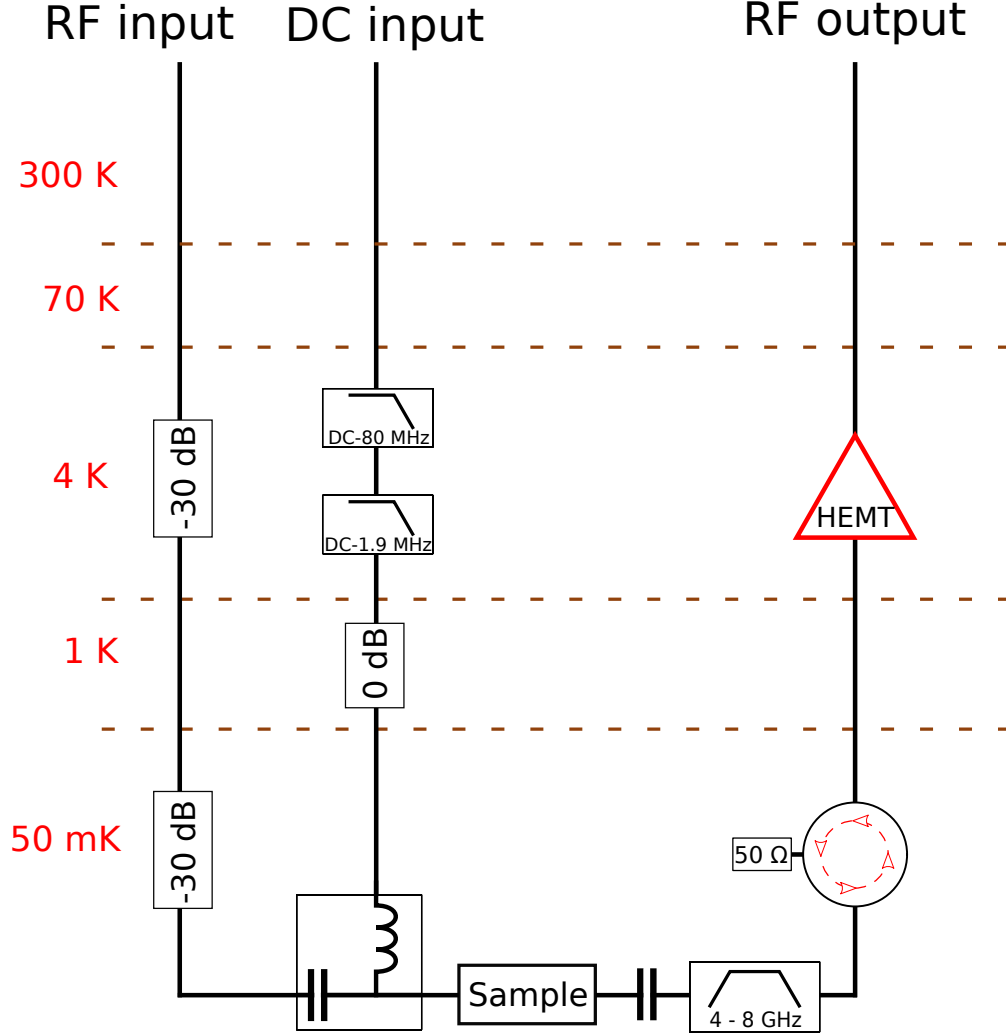 RF input
DC input
RF output
300 K
70 K
DC-80 MHz
-30 dB
4 K
HEMT
DC-1.9 MHz
1 K
0 dB
50 mK
-30 dB
50 Ω
Sample
4 - 8 GHz